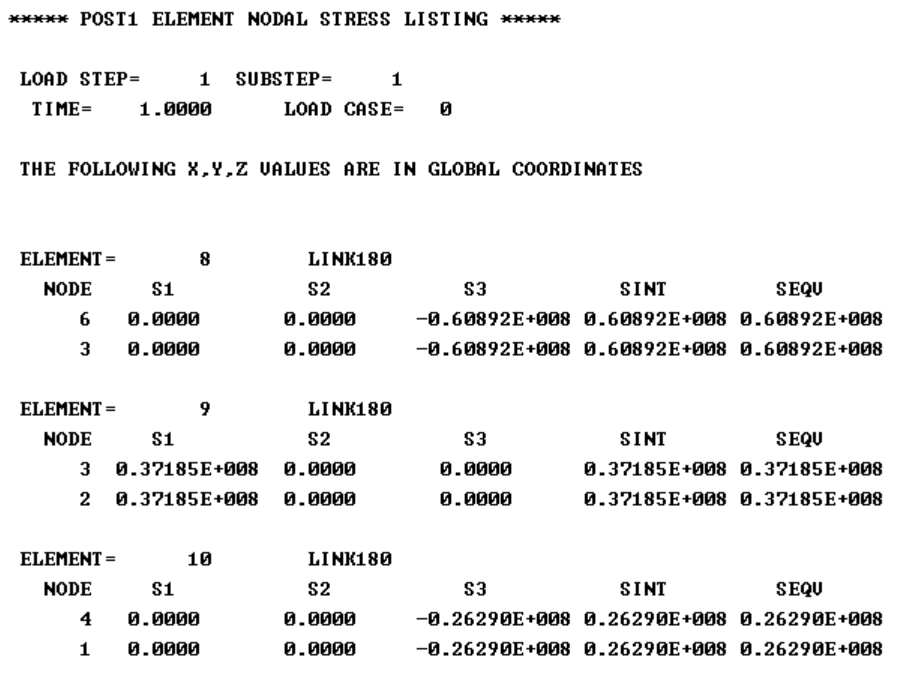 ***** POST1 ELEMENT NODAL STRESS LISTING *****
LOAD STEP= 1 SUBSTEP= 1
TIME= 1.0000 LOAD CASE= 0
THE FOLLOWING X,Y,Z VALUES ARE IN GLOBAL COORDINATES
ELEMENT= 8 LINK180
NODE S1 S2 S3 SINT SEQV
6 0.0000 0.0000 -0.60892E+008 0.60892E+008 0.60892E+008
3 0.0000 0.0000 -0.60892E+008 0.60892E+008 0.60892E+008
ELEMENT= 9 LINK180
NODE S1 S2 S3 SINT SEQV
3 0.37185E+008 0.0000 0.0000 0.37185E+008 0.37185E+008
2 0.37185E+008 0.0000 0.0000 0.37185E+008 0.37185E+008
ELEMENT= 10 LINK180
NODE S1 S2 S3 SINT SEQV
4 0.0000 0.0000 -0.26290E+008 0.26290E+008 0.26290E+008
1 0.0000 0.0000 -0.26290E+008 0.26290E+008 0.26290E+008